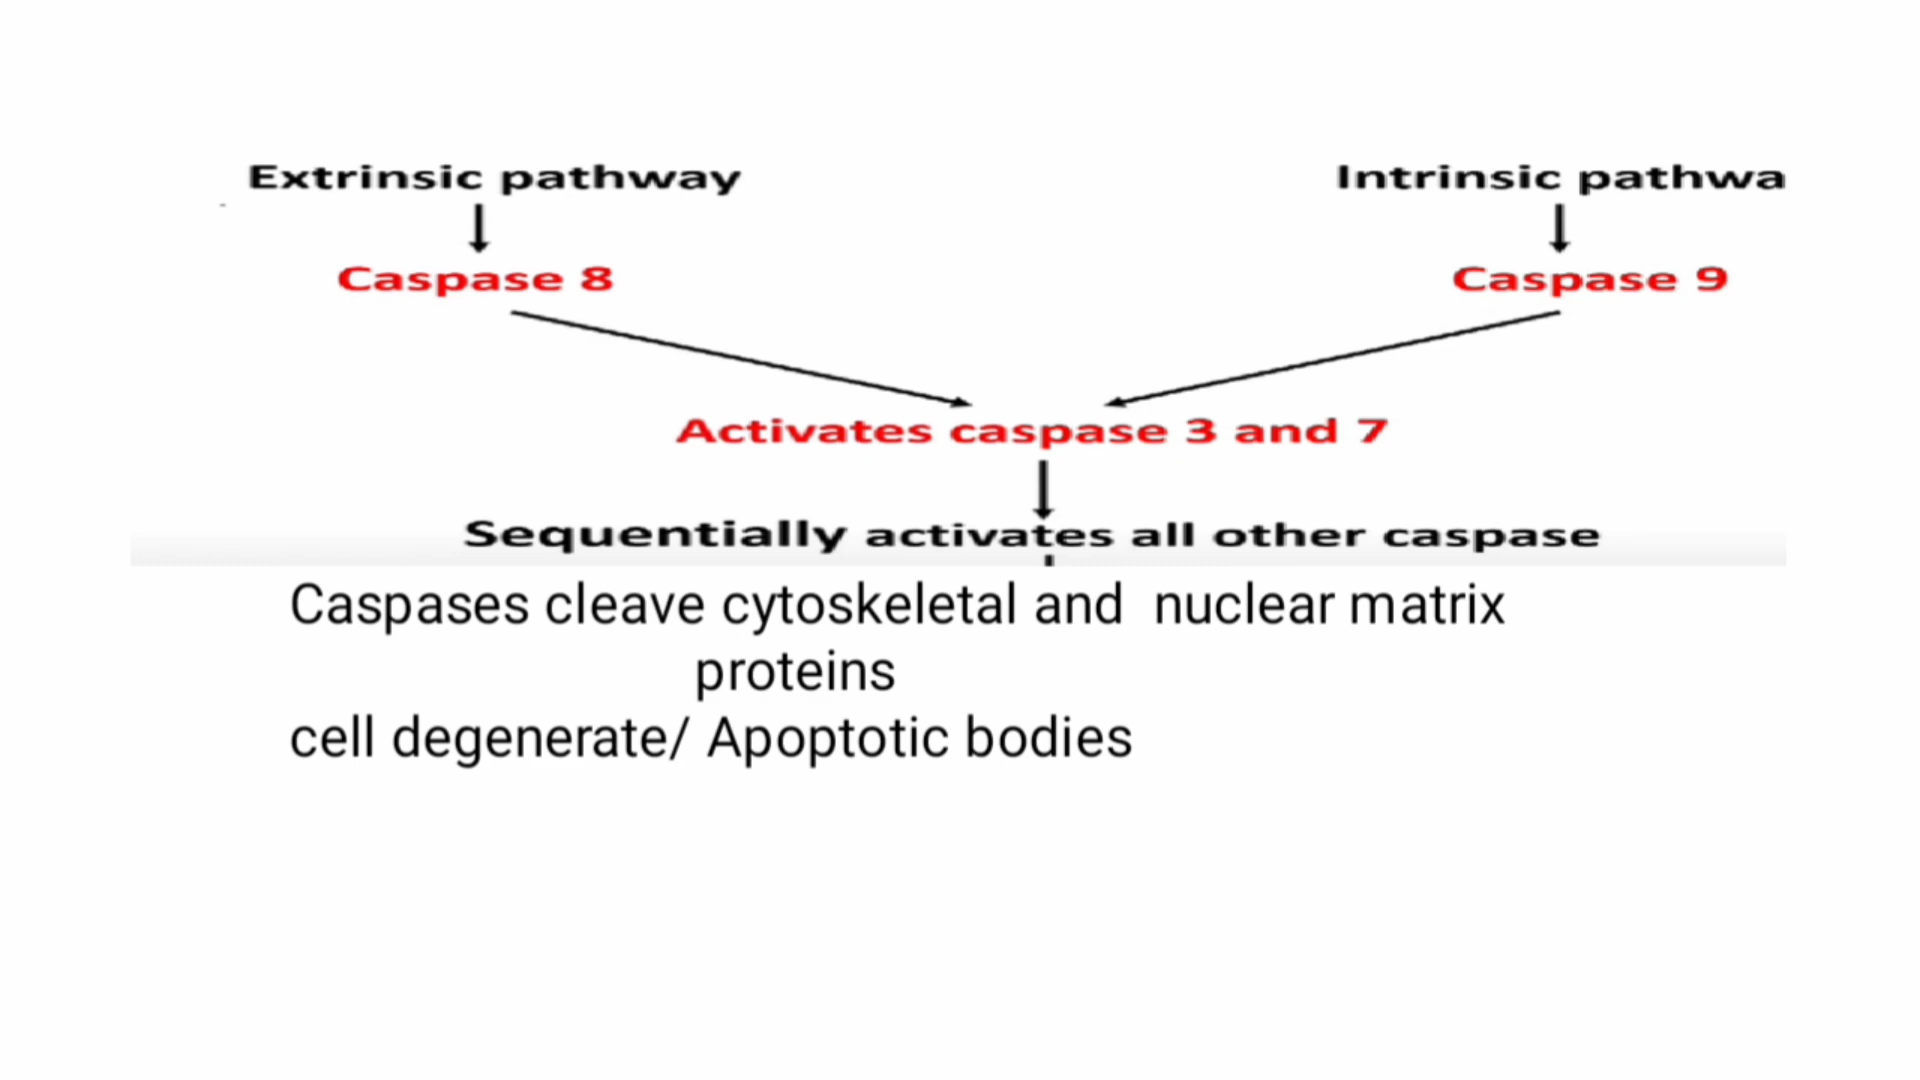 Extrinsic pathway
Intrinsic pathwa
Caspase 8
Caspase 9
Activates caspase 3 and 7
Sequentially activates all other caspase
Caspases cleave cytoskeletal and nuclear matrix
proteins
cell degenerate/ Apoptotic bodies